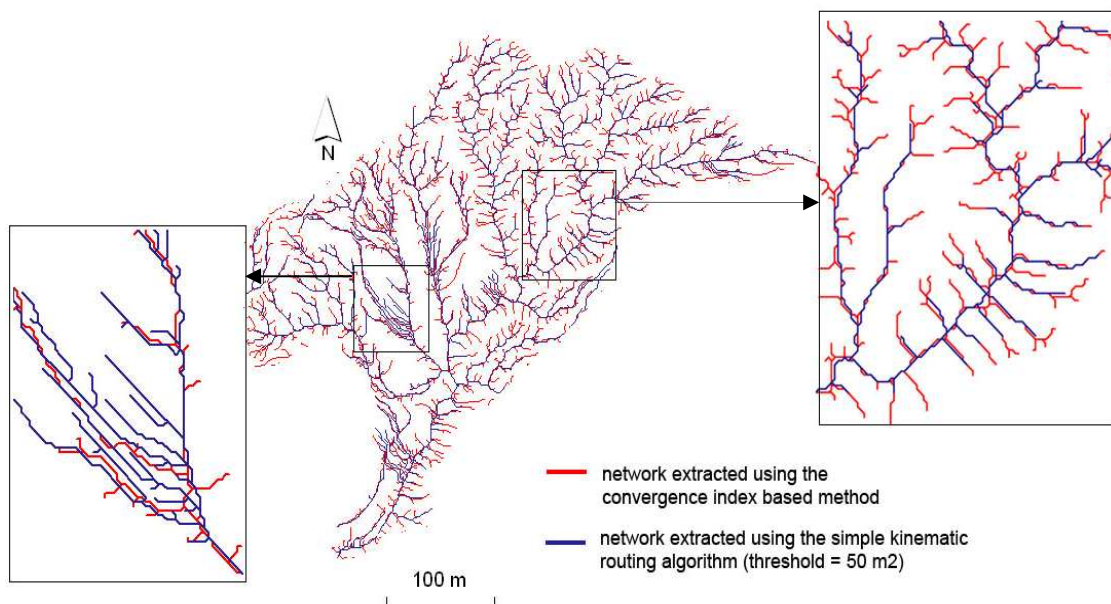 N
network extracted using the
convergence index based method
network extracted using the simple kinematic
routing algorithm (threshold = 50 m2)
100 m